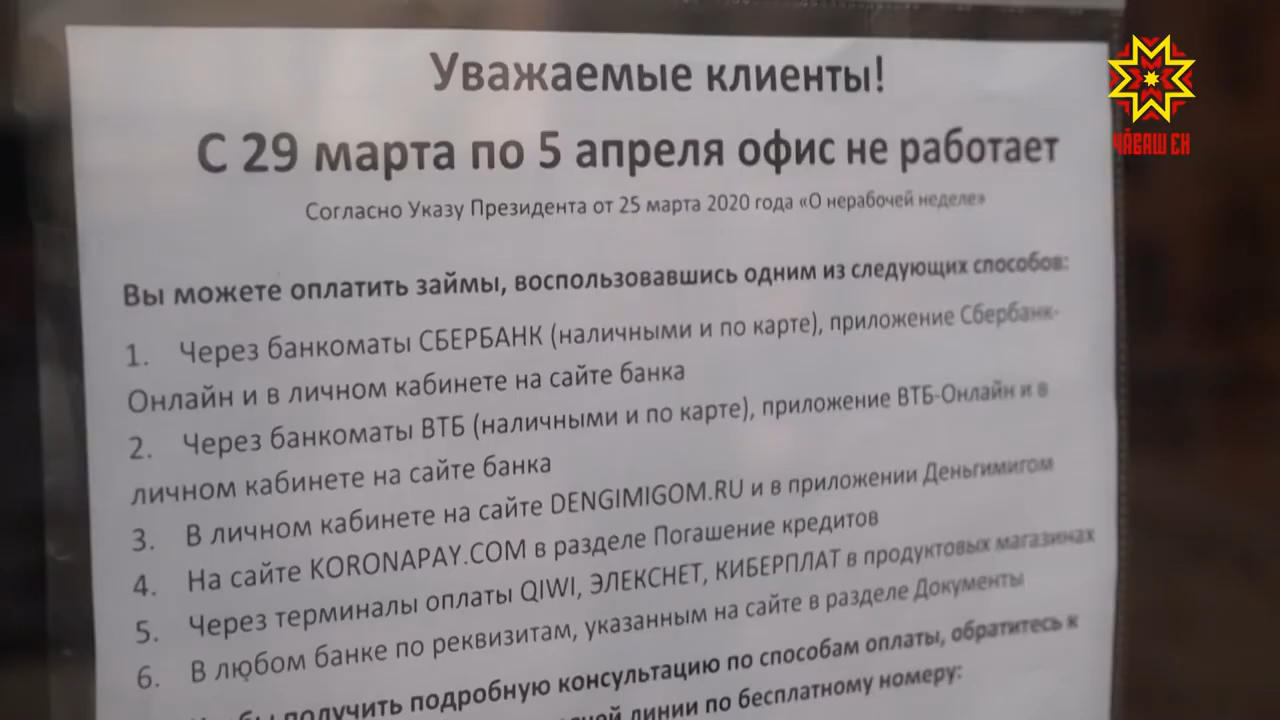 Уважаемые клиенты!
С 29 марта по 5 апреля офис не работает
Согласно Указу Президента от 25 марта 2020 года «О нерабочей неделе»
Вы можете оплатить займы, воспользовавшись одним из следующих способов:
1. Через банкоматы СБЕРБАНК (наличными и по карте), приложение Сбербанк-
Онлайн и в личном кабинете на сайте банка
2. Через банкоматы ВТБ (наличными и по карте), приложение ВТБ-Онлайн и в
личном кабинете на сайте банка
3. В личном кабинете на сайте DENGIMIGOM.RU и в приложении Деньгимигом
4. На сайте KORONAPAY.COM в разделе Погашение кредитов
5. Через терминалы оплаты QIWI, ЭЛЕКСНЕТ, КИБЕРПЛАТ в продуктовых магазинах
6. В любом банке по реквизитам, указанным на сайте в разделе Документы
получить подробную консультацию по способам оплаты, обратитесь к
линии по бесплатному номеру:
ЧӐВАШ ЕН